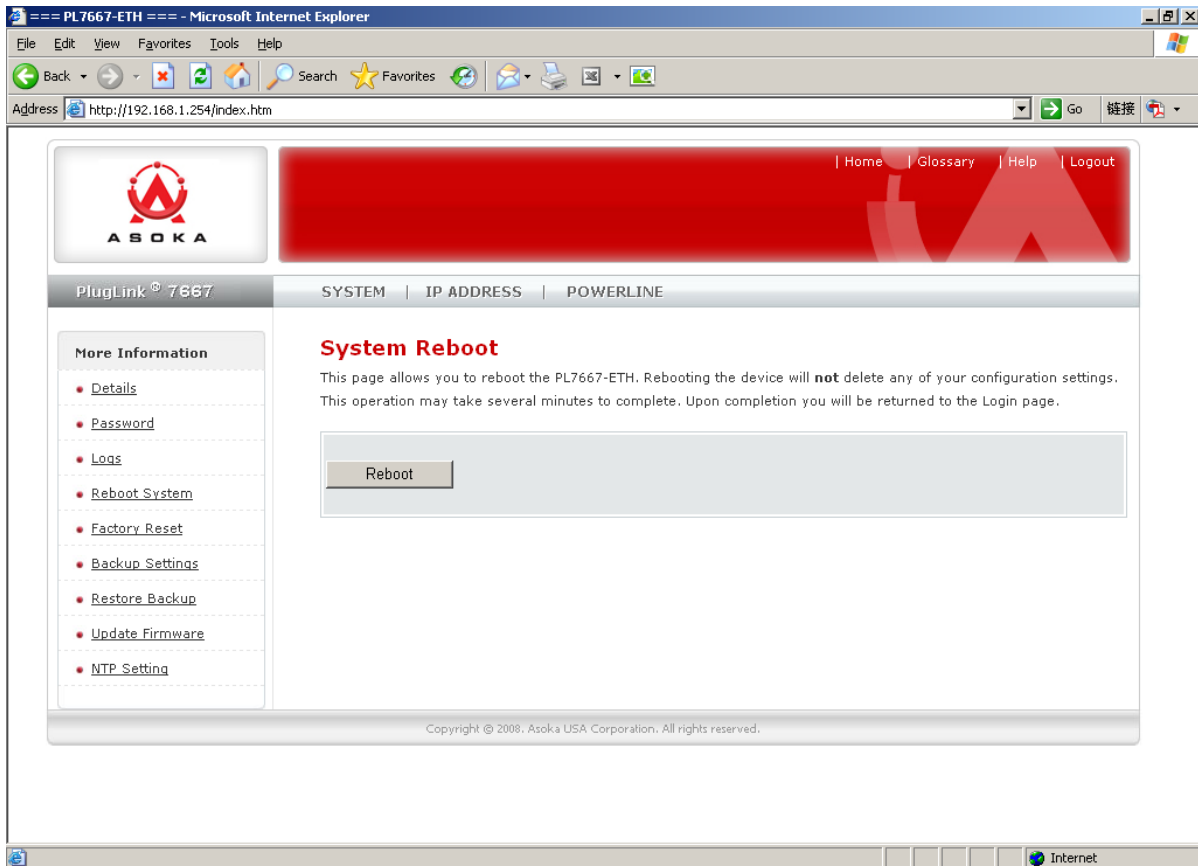 === PL7667-ETH === - Microsoft Internet Explorer
File Edit View Favorites Tools Help
Back Search Favorites
Address http://192.168.1.254/index.htm Go 链接
| Home | Glossary | Help | Logout
ASOKA
PlugLink ® 7667
SYSTEM | IP ADDRESS | POWERLINE
More Information
Details
Password
Logs
Reboot System
Factory Reset
Backup Settings
Restore Backup
Update Firmware
NTP Setting
System Reboot
This page allows you to reboot the PL7667-ETH. Rebooting the device will not delete any of your configuration settings.
This operation may take several minutes to complete. Upon completion you will be returned to the Login page.
Reboot
Copyright © 2008. Asoka USA Corporation. All rights reserved.
Internet